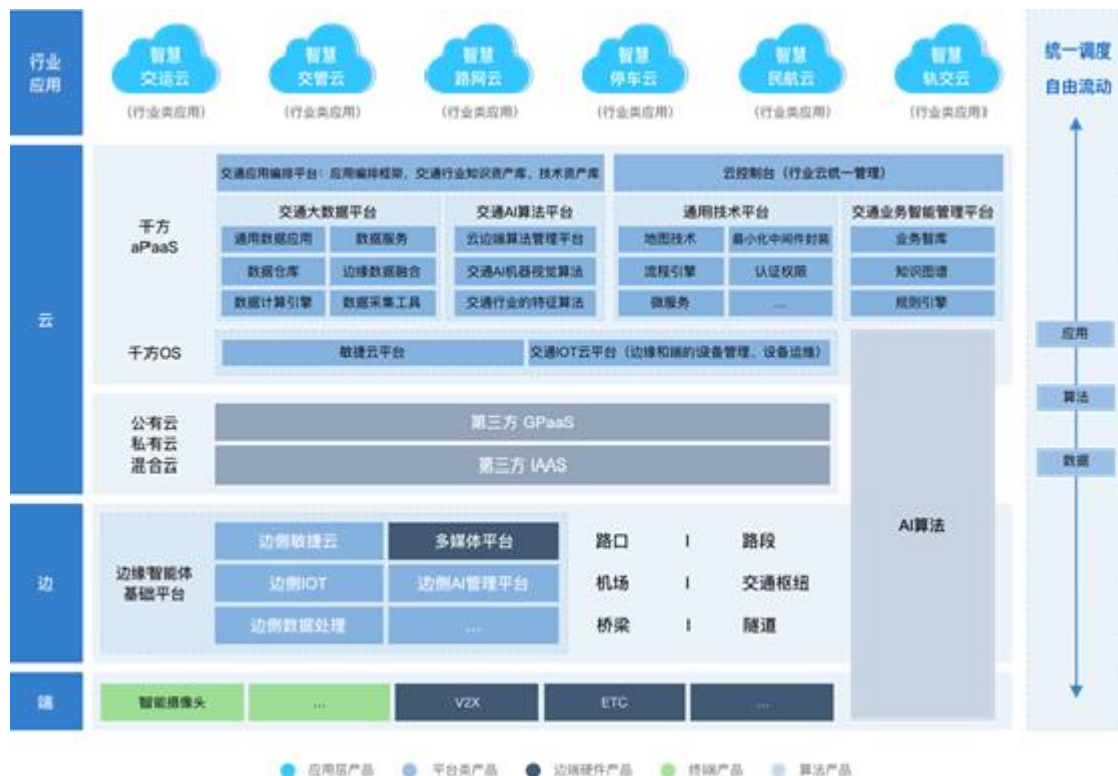 行业
应用
智慧
交运云
(行业类应用)
智慧
交管云
(行业类应用)
智慧
路网云
(行业类应用)
智慧
停车云
(行业类应用)
智慧
民航云
(行业类应用)
智慧
轨交云
(行业类应用)
统一调度
自由流动
应用
算法
数据
云
千方
aPaaS
交通应用编排平台：应用编排框架、交通行业知识资产库、技术资产库
云控制台（行业云统一管理）
交通大数据平台
通用数据应用
数据服务
数据仓库
边缘数据融合
数据计算引擎
数据采集工具
交通AI算法平台
云边端算法管理平台
交通AI机器视觉算法
交通行业的特征算法
通用技术平台
地图技术
最小化中间件封装
流程引擎
认证权限
微服务
...
交通业务智能管理平台
业务智库
知识图谱
规则引擎
千方OS
敏捷云平台
交通IOT云平台（边缘和端的设备管理、设备运维）
公有云
私有云
混合云
第三方 GPaaS
第三方 IAAS
AI算法
边
边缘智能体
基础平台
边侧敏捷云
多媒体平台
边侧IOT
边侧AI管理平台
边侧数据处理
...
路口 | 路段
机场 | 交通枢纽
桥梁 | 隧道
端
智能摄像头
...
V2X
ETC
...
应用层产品
平台类产品
边端硬件产品
终端产品
算法产品